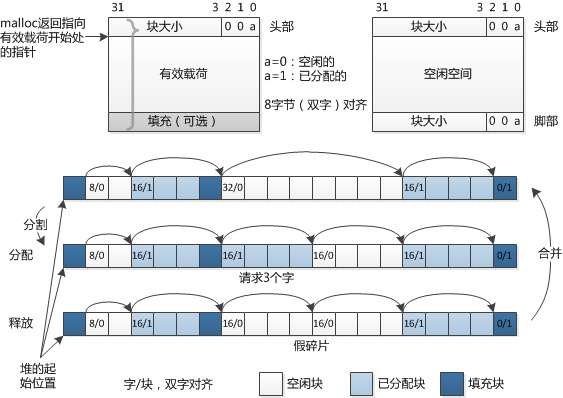 31 3 2 1 0
31 3 2 1 0
malloc返回指向
有效载荷开始处
的指针
块大小 0 0 a 头部
有效载荷
填充（可选）
a=0：空闲的
a=1：已分配的
8字节（双字）对齐
块大小 0 0 a 头部
空闲空间
块大小 0 0 a 脚部
8/0 16/1 32/0 16/1 0/1
分割
分配
8/0 16/1 16/1 16/0 16/1 0/1
合并
请求3个字
释放
8/0 16/1 16/0 16/0 16/1 0/1
假碎片
堆的起
始位置
字/块，双字对齐
空闲块
已分配块
填充块